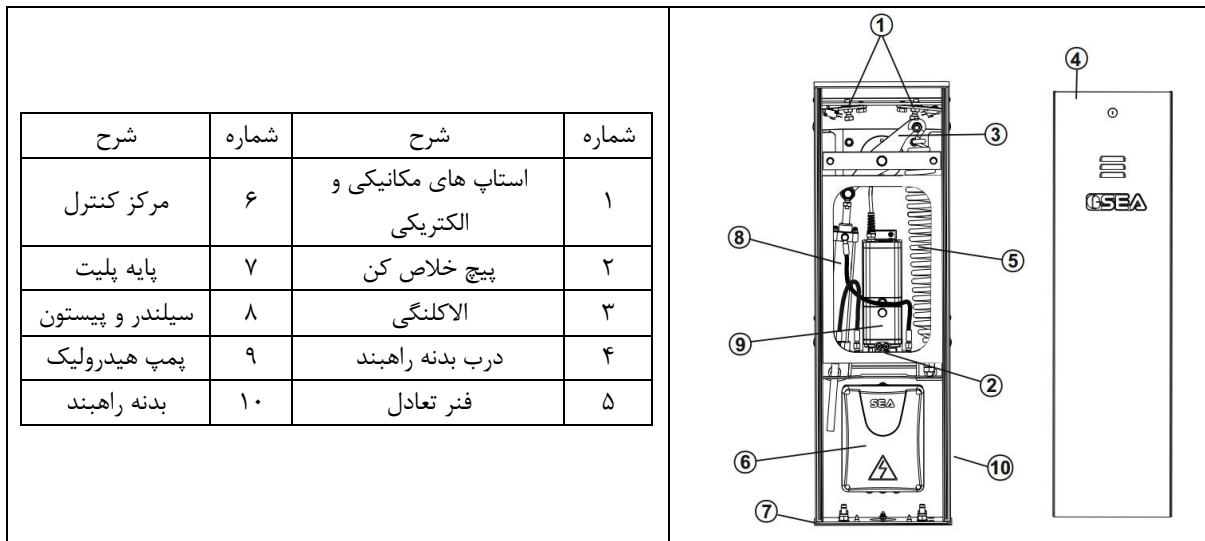 شماره شرح شماره شرح
۱ استاپ های مکانیکی و الکتریکی ۶ مرکز کنترل
۲ پیچ خلاص کن ۷ پایه پلیت
۳ الاکلنگی ۸ سیلندر و پیستون
۴ درب بدنه راهبند ۹ پمپ هیدرولیک
۵ فنر تعادل ۱۰ بدنه راهبند
1
4
3
SEA
8
5
9
2
SEA
6
10
7